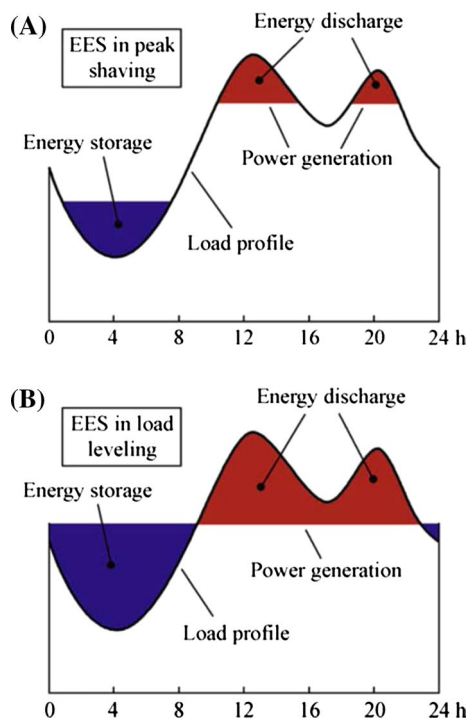 (A)
EES in peak
shaving
Energy discharge
Energy storage
Power generation
Load profile
0 4 8 12 16 20 24 h
(B)
EES in load
leveling
Energy discharge
Energy storage
Power generation
Load profile
0 4 8 12 16 20 24 h